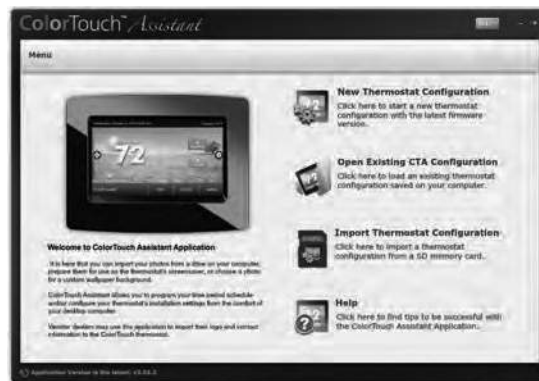 ColorTouch™ Assistant
Menu
72
Welcome to ColorTouch Assistant Application
It is here that you can import your photos from a drive on your computer,
prepare them for use as the thermostat's screensaver, or choose a photo
for a custom wallpaper background.
ColorTouch Assistant allows you to program your time period schedule
and/or configure your thermostat's installation settings from the comfort of
your desktop computer.
Venstar dealers may use this application to import their logo and contact
information to the ColorTouch thermostat.
New Thermostat Configuration
Click here to start a new thermostat
configuration with the latest firmware
version.
Open Existing CTA Configuration
Click here to load an existing thermostat
configuration saved on your computer.
Import Thermostat Configuration
Click here to import a thermostat
configuration from a SD memory card.
Help
Click here to find tips to be successful with
the ColorTouch Assistant Application.
Application Version is the latest: